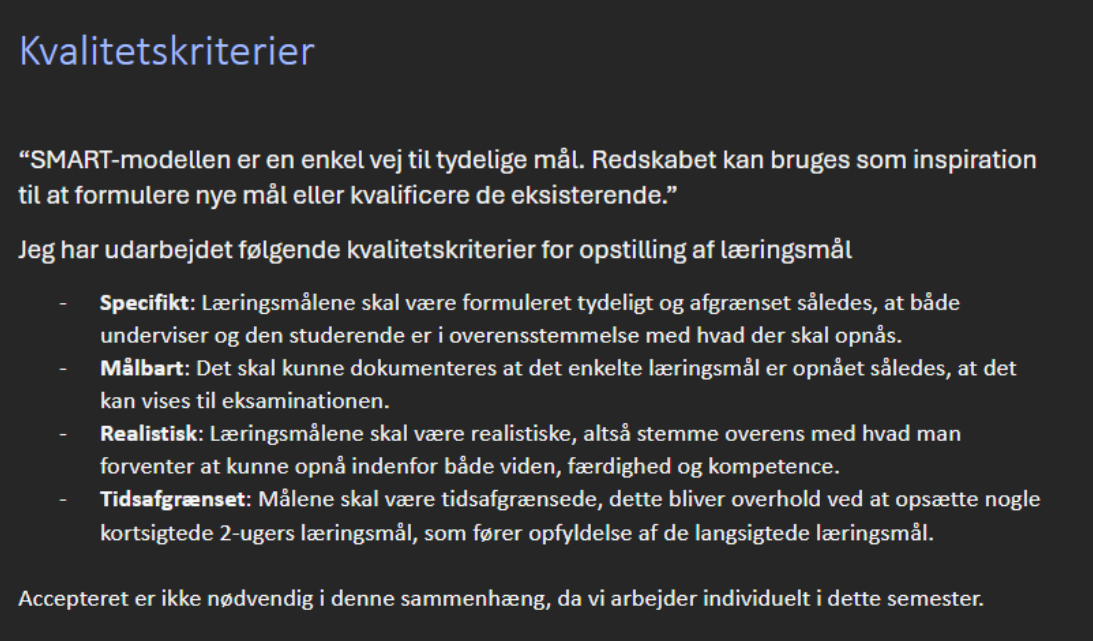 Kvalitetskriterier
“SMART-modellen er en enkel vej til tydelige mål. Redskabet kan bruges som inspiration
til at formulere nye mål eller kvalificere de eksisterende.”
Jeg har udarbejdet følgende kvalitetskriterier for opstilling af læringsmål
- Specifikt: Læringsmålene skal være formuleret tydeligt og afgrænset således, at både
underviser og den studerende er i overensstemmelse med hvad der skal opnås.
- Målbart: Det skal kunne dokumenteres at det enkelte læringsmål er opnået således, at det
kan vises til eksaminationen.
- Realistisk: Læringsmålene skal være realistiske, altså stemme overens med hvad man
forventer at kunne opnå indenfor både viden, færdighed og kompetence.
- Tidsafgrænset: Målene skal være tidsafgrænsede, dette bliver overhold ved at opsætte nogle
kortsigtede 2-ugers læringsmål, som fører opfyldelse af de langsigtede læringsmål.
Accepteret er ikke nødvendig i denne sammenhæng, da vi arbejder individuelt i dette semester.